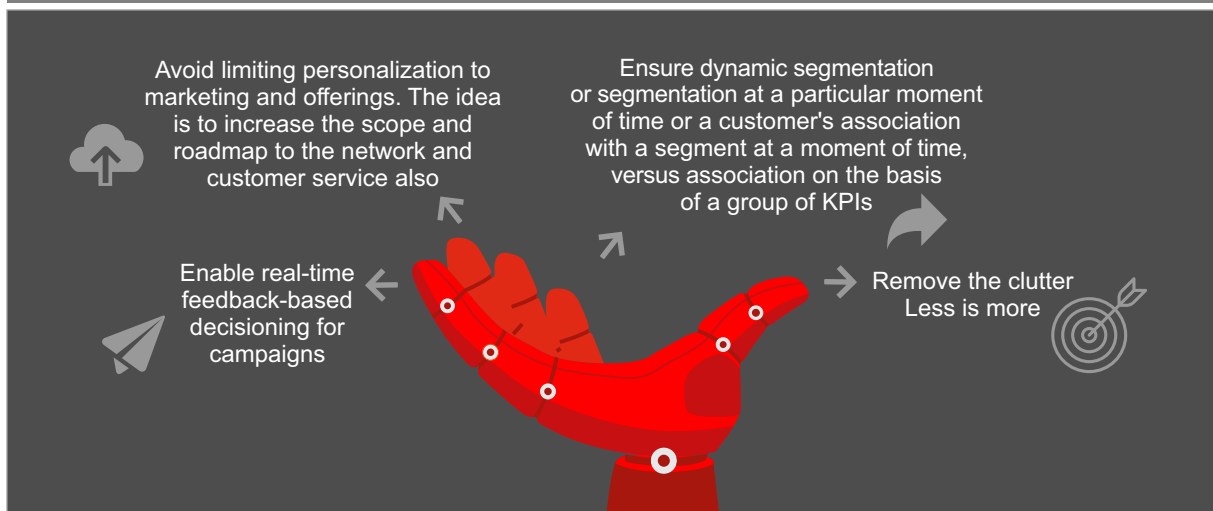 Avoid limiting personalization to
marketing and offerings. The idea
is to increase the scope and
roadmap to the network and
customer service also
Ensure dynamic segmentation
or segmentation at a particular moment
of time or a customer's association
with a segment at a moment of time,
versus association on the basis
of a group of KPIs
Enable real-time
feedback-based
decisioning for
campaigns
Remove the clutter
Less is more